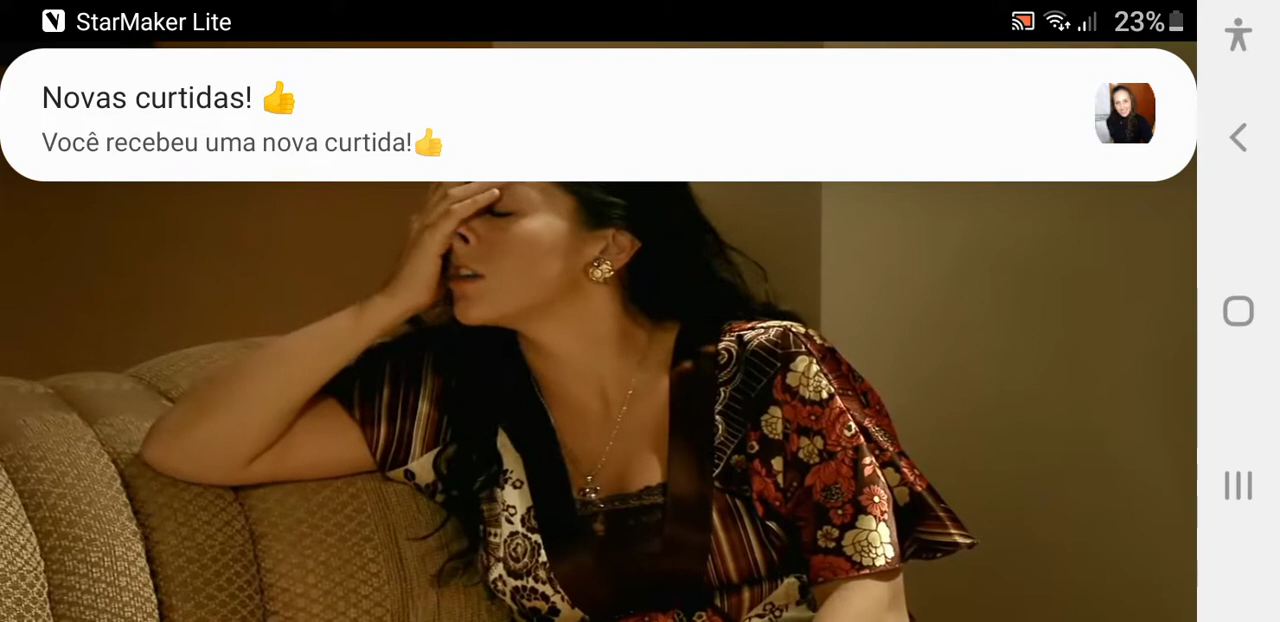 StarMaker Lite
23%
Novas curtidas! 👍
Você recebeu uma nova curtida!👍